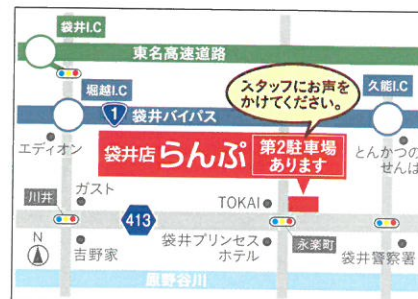 袋井I.C
東名高速道路
スタッフにお声を
かけてください。
堀越I.C
1
袋井バイパス
久能I.C
エディオン
袋井店 らんぷ
第2駐車場
あります
とんかつの
せんば
川井
ガスト
413
TOKAI
吉野家
袋井プリンセス
ホテル
永楽町
袋井警察署
N
原野谷川